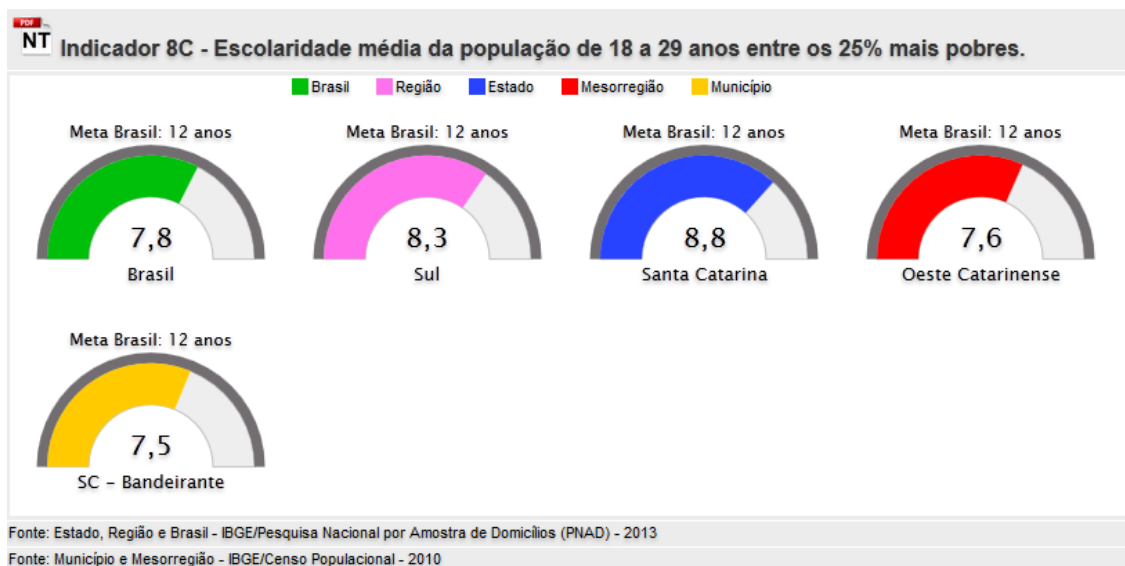 PDF
NT
Indicador 8C - Escolaridade média da população de 18 a 29 anos entre os 25% mais pobres.
Brasil Região Estado Mesorregião Município
Meta Brasil: 12 anos Meta Brasil: 12 anos Meta Brasil: 12 anos Meta Brasil: 12 anos
7,8 8,3 8,8 7,6
Brasil Sul Santa Catarina Oeste Catarinense
Meta Brasil: 12 anos
7,5
SC – Bandeirante
Fonte: Estado, Região e Brasil - IBGE/Pesquisa Nacional por Amostra de Domicílios (PNAD) - 2013
Fonte: Município e Mesorregião - IBGE/Censo Populacional - 2010